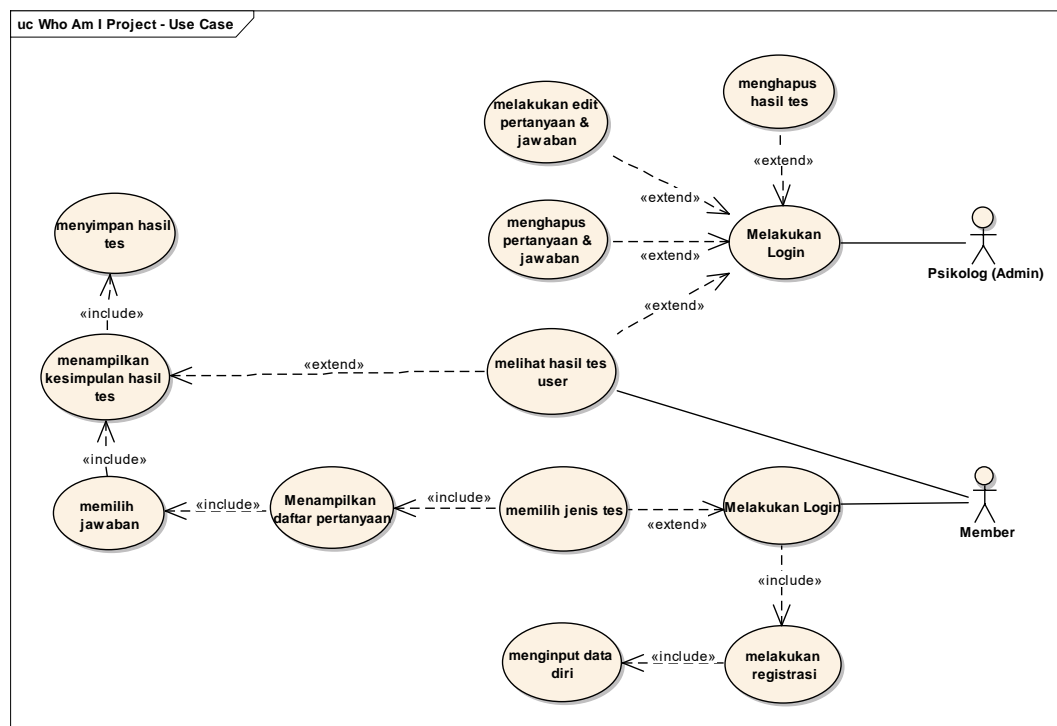 uc Who Am I Project - Use Case
menghapus
hasil tes
melakukan edit
pertanyaan &
jawaban
«extend»
«extend»
menyimpan hasil
tes
menghapus
pertanyaan &
jawaban
«extend»
Melakukan
Login
Psikolog (Admin)
«include»
«extend»
menampilkan
kesimpulan hasil
tes
«extend»
melihat hasil tes
user
«include»
memilih
jawaban
«include»
Menampilkan
daftar pertanyaan
«include»
memilih jenis tes
«extend»
Melakukan Login
Member
«include»
menginput data
diri
«include»
melakukan
registrasi